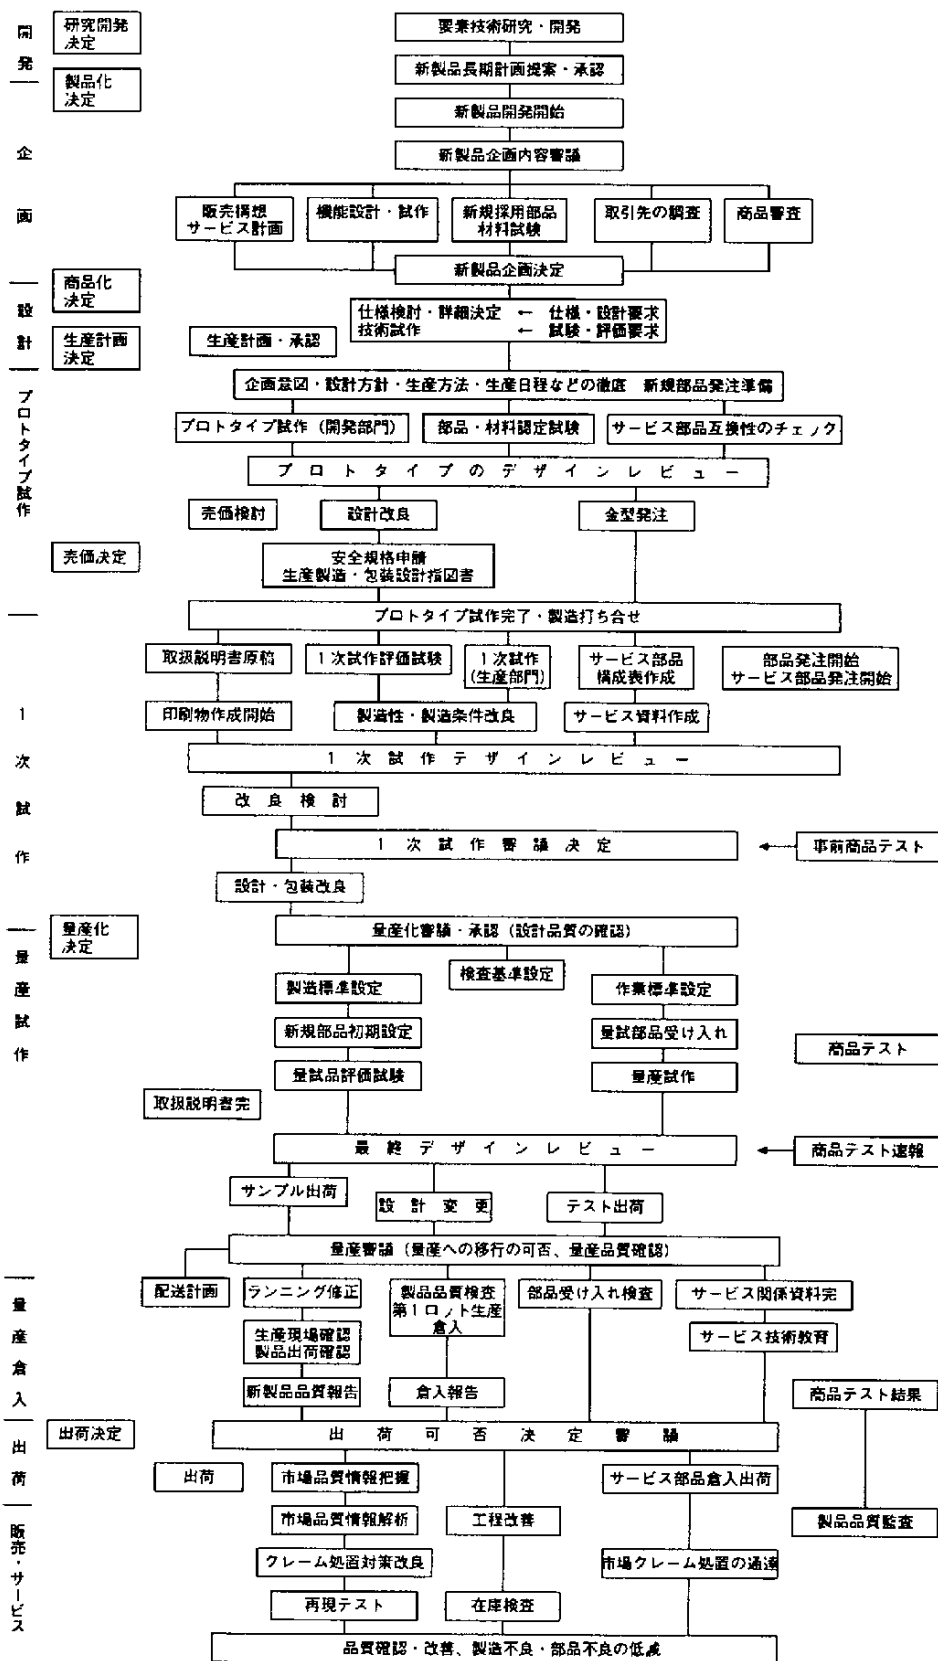 開発
研究開発
決定
要素技術研究・開発
新製品長期計画提案・承認
製品化
決定
新製品開発開始
企画
新製品企画内容審議
販売構想
サービス計画
機能設計・試作
新規採用部品
材料試験
取引先の調査
商品審査
新製品企画決定
商品化
決定
設計
仕様検討・詳細決定 ← 仕様・設計要求
技術試作 ← 試験・評価要求
生産計画
決定
生産計画・承認
企画意図・設計方針・生産方法・生産日程などの徹底 新規部品発注準備
プロトタイプ試作
プロトタイプ試作（開発部門）
部品・材料認定試験
サービス部品互換性のチェック
プロトタイプのデザインレビュー
売価検討
設計改良
金型発注
売価決定
安全規格申請
生産製造・包装設計指図書
プロトタイプ試作完了・製造打ち合せ
1次試作
取扱説明書原稿
1次試作評価試験
1次試作
(生産部門)
サービス部品
構成表作成
部品発注開始
サービス部品発注開始
印刷物作成開始
製造性・製造条件改良
サービス資料作成
1次試作デザインレビュー
改良検討
1次試作審議決定
← 事前商品テスト
設計・包装改良
量産化
決定
量産化審議・承認（設計品質の確認）
量産試作
製造標準設定
検査基準設定
作業標準設定
新規部品初期設定
量試部品受け入れ
商品テスト
量試品評価試験
量産試作
取扱説明書完
最終デザインレビュー
← 商品テスト速報
サンプル出荷
設計変更
テスト出荷
量産審議（量産への移行の可否、量産品質確認）
量産倉入
配送計画
ランニング修正
製品品質検査
第1ロット生産
倉入
部品受け入れ検査
サービス関係資料完
生産現場確認
製品出荷確認
サービス技術教育
新製品品質報告
倉入報告
商品テスト結果
出荷
出荷決定
出荷可否決定審議
出荷
市場品質情報把握
サービス部品倉入出荷
販売・サービス
市場品質情報解析
工程改善
製品品質監査
クレーム処置対策改良
市場クレーム処置の通達
再現テスト
在庫検査
品質確認・改善、製造不良・部品不良の低減